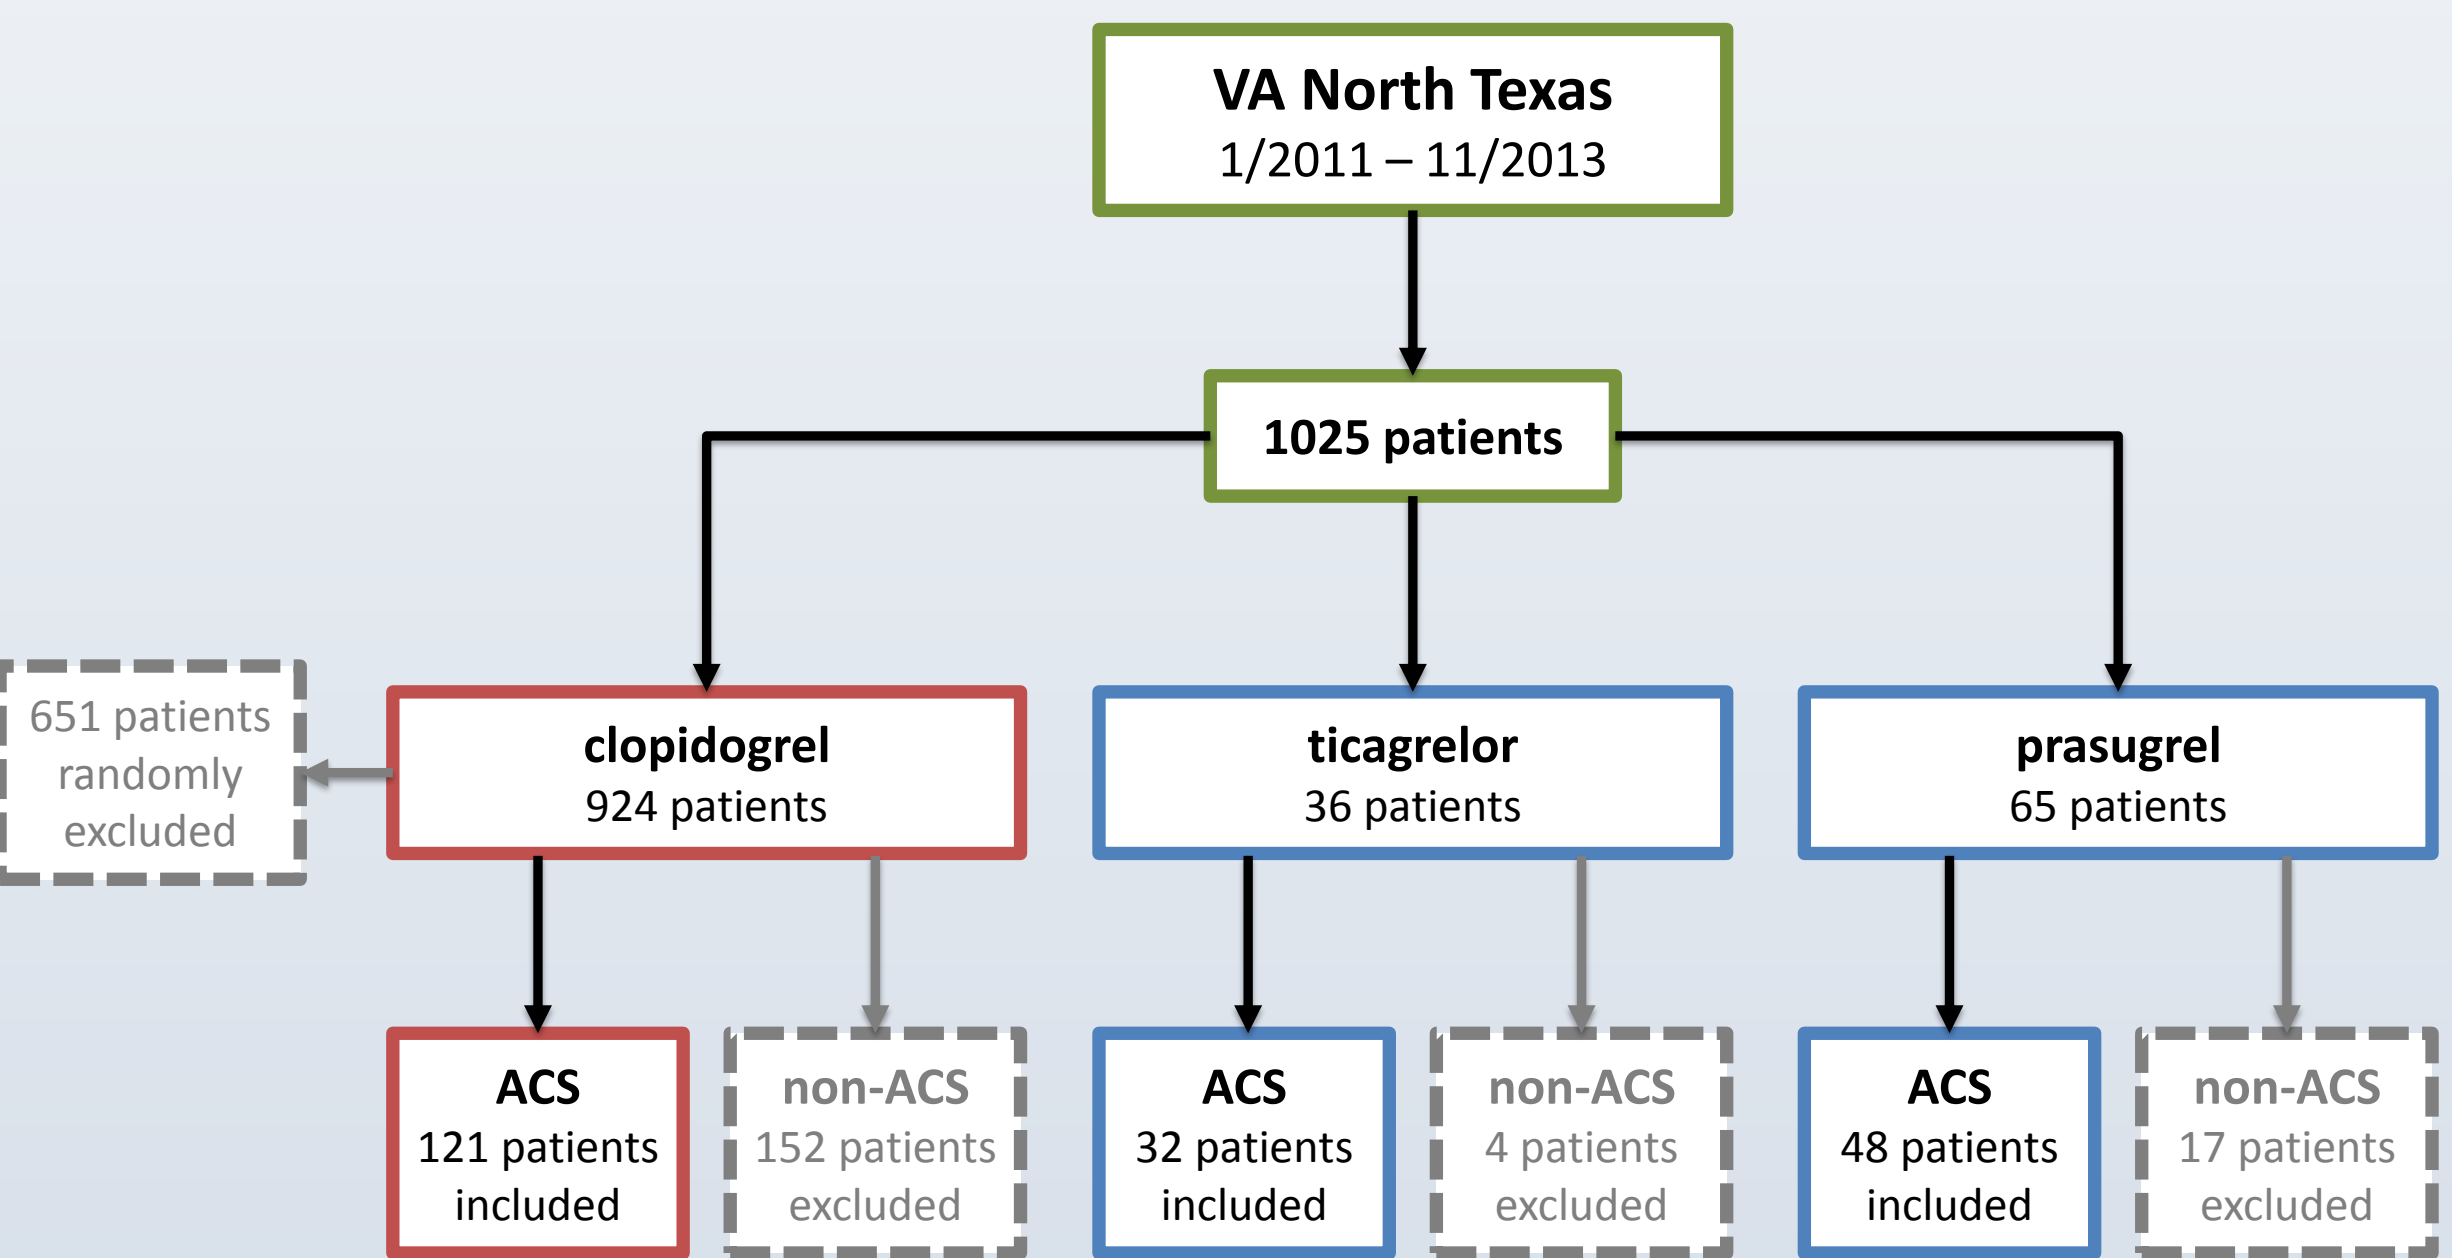 VA North Texas
1/2011 – 11/2013
1025 patients
651 patients
randomly
excluded
clopidogrel
924 patients
ticagrelor
36 patients
prasugrel
65 patients
ACS
121 patients
included
non-ACS
152 patients
excluded
ACS
32 patients
included
non-ACS
4 patients
excluded
ACS
48 patients
included
non-ACS
17 patients
excluded